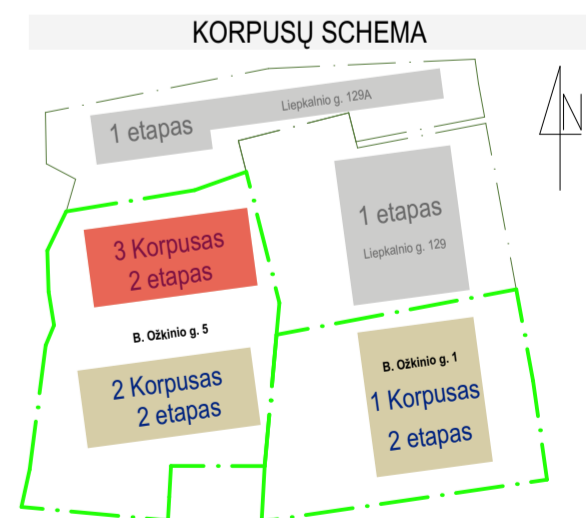 KORPUSŲ SCHEMA
Liepkalnio g. 129A
1 etapas
N
1 etapas
Liepkalnio g. 129
3 Korpusas
2 etapas
B. Ožkinio g. 5
2 Korpusas
2 etapas
B. Ožkinio g. 1
1 Korpusas
2 etapas